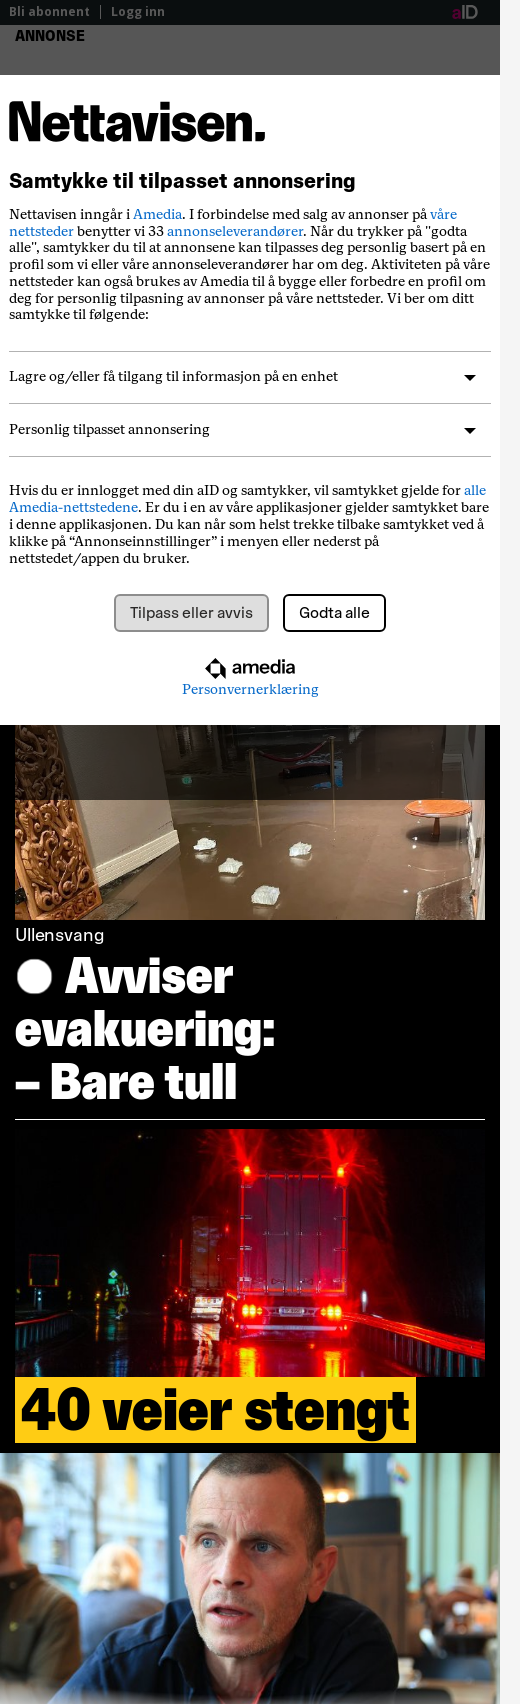 Bli abonnent
Logg inn
aID
ANNONSE
Nettavisen.
Samtykke til tilpasset annonsering
Nettavisen inngår i Amedia. I forbindelse med salg av annonser på våre
nettsteder benytter vi 33 annonseleverandører. Når du trykker på "godta
alle", samtykker du til at annonsene kan tilpasses deg personlig basert på en
profil som vi eller våre annonseleverandører har om deg. Aktiviteten på våre
nettsteder kan også brukes av Amedia til å bygge eller forbedre en profil om
deg for personlig tilpasning av annonser på våre nettsteder. Vi ber om ditt
samtykke til følgende:
Lagre og/eller få tilgang til informasjon på en enhet
Personlig tilpasset annonsering
Hvis du er innlogget med din aID og samtykker, vil samtykket gjelde for alle
Amedia-nettstedene. Er du i en av våre applikasjoner gjelder samtykket bare
i denne applikasjonen. Du kan når som helst trekke tilbake samtykket ved å
klikke på “Annonseinnstillinger” i menyen eller nederst på
nettstedet/appen du bruker.
Tilpass eller avvis
Godta alle
amedia
Personvernerklæring
Ullensvang
Avviser
evakuering:
– Bare tull
40 veier stengt